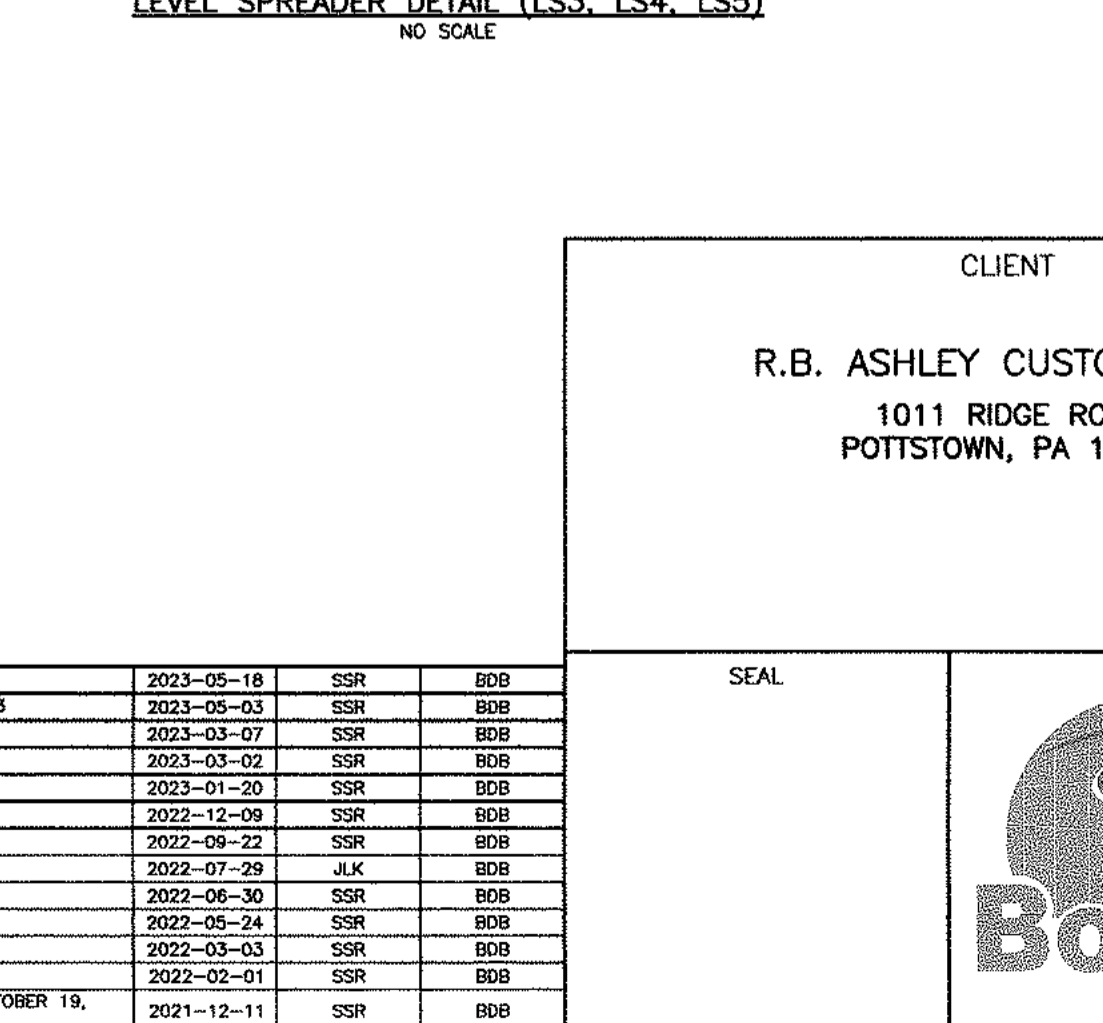 LEVEL SPREADER DETAIL (LS3, LS4, LS5)
NO SCALE
CLIENT
R.B. ASHLEY CUSTO
1011 RIDGE RO
POTTSTOWN, PA 1
2023-05-18 SSR BDB
2023-05-03 SSR BDB
2023-03-07 SSR BDB
2023-03-02 SSR BDB
2023-01-20 SSR BDB
2022-12-09 SSR BDB
2022-09-22 SSR BDB
2022-07-29 JLK BDB
2022-06-30 SSR BDB
2022-05-24 SSR BDB
2022-03-03 SSR BDB
2022-02-01 SSR BDB
TOBER 19, 2021-12-11 SSR BDB
SEAL
Bo